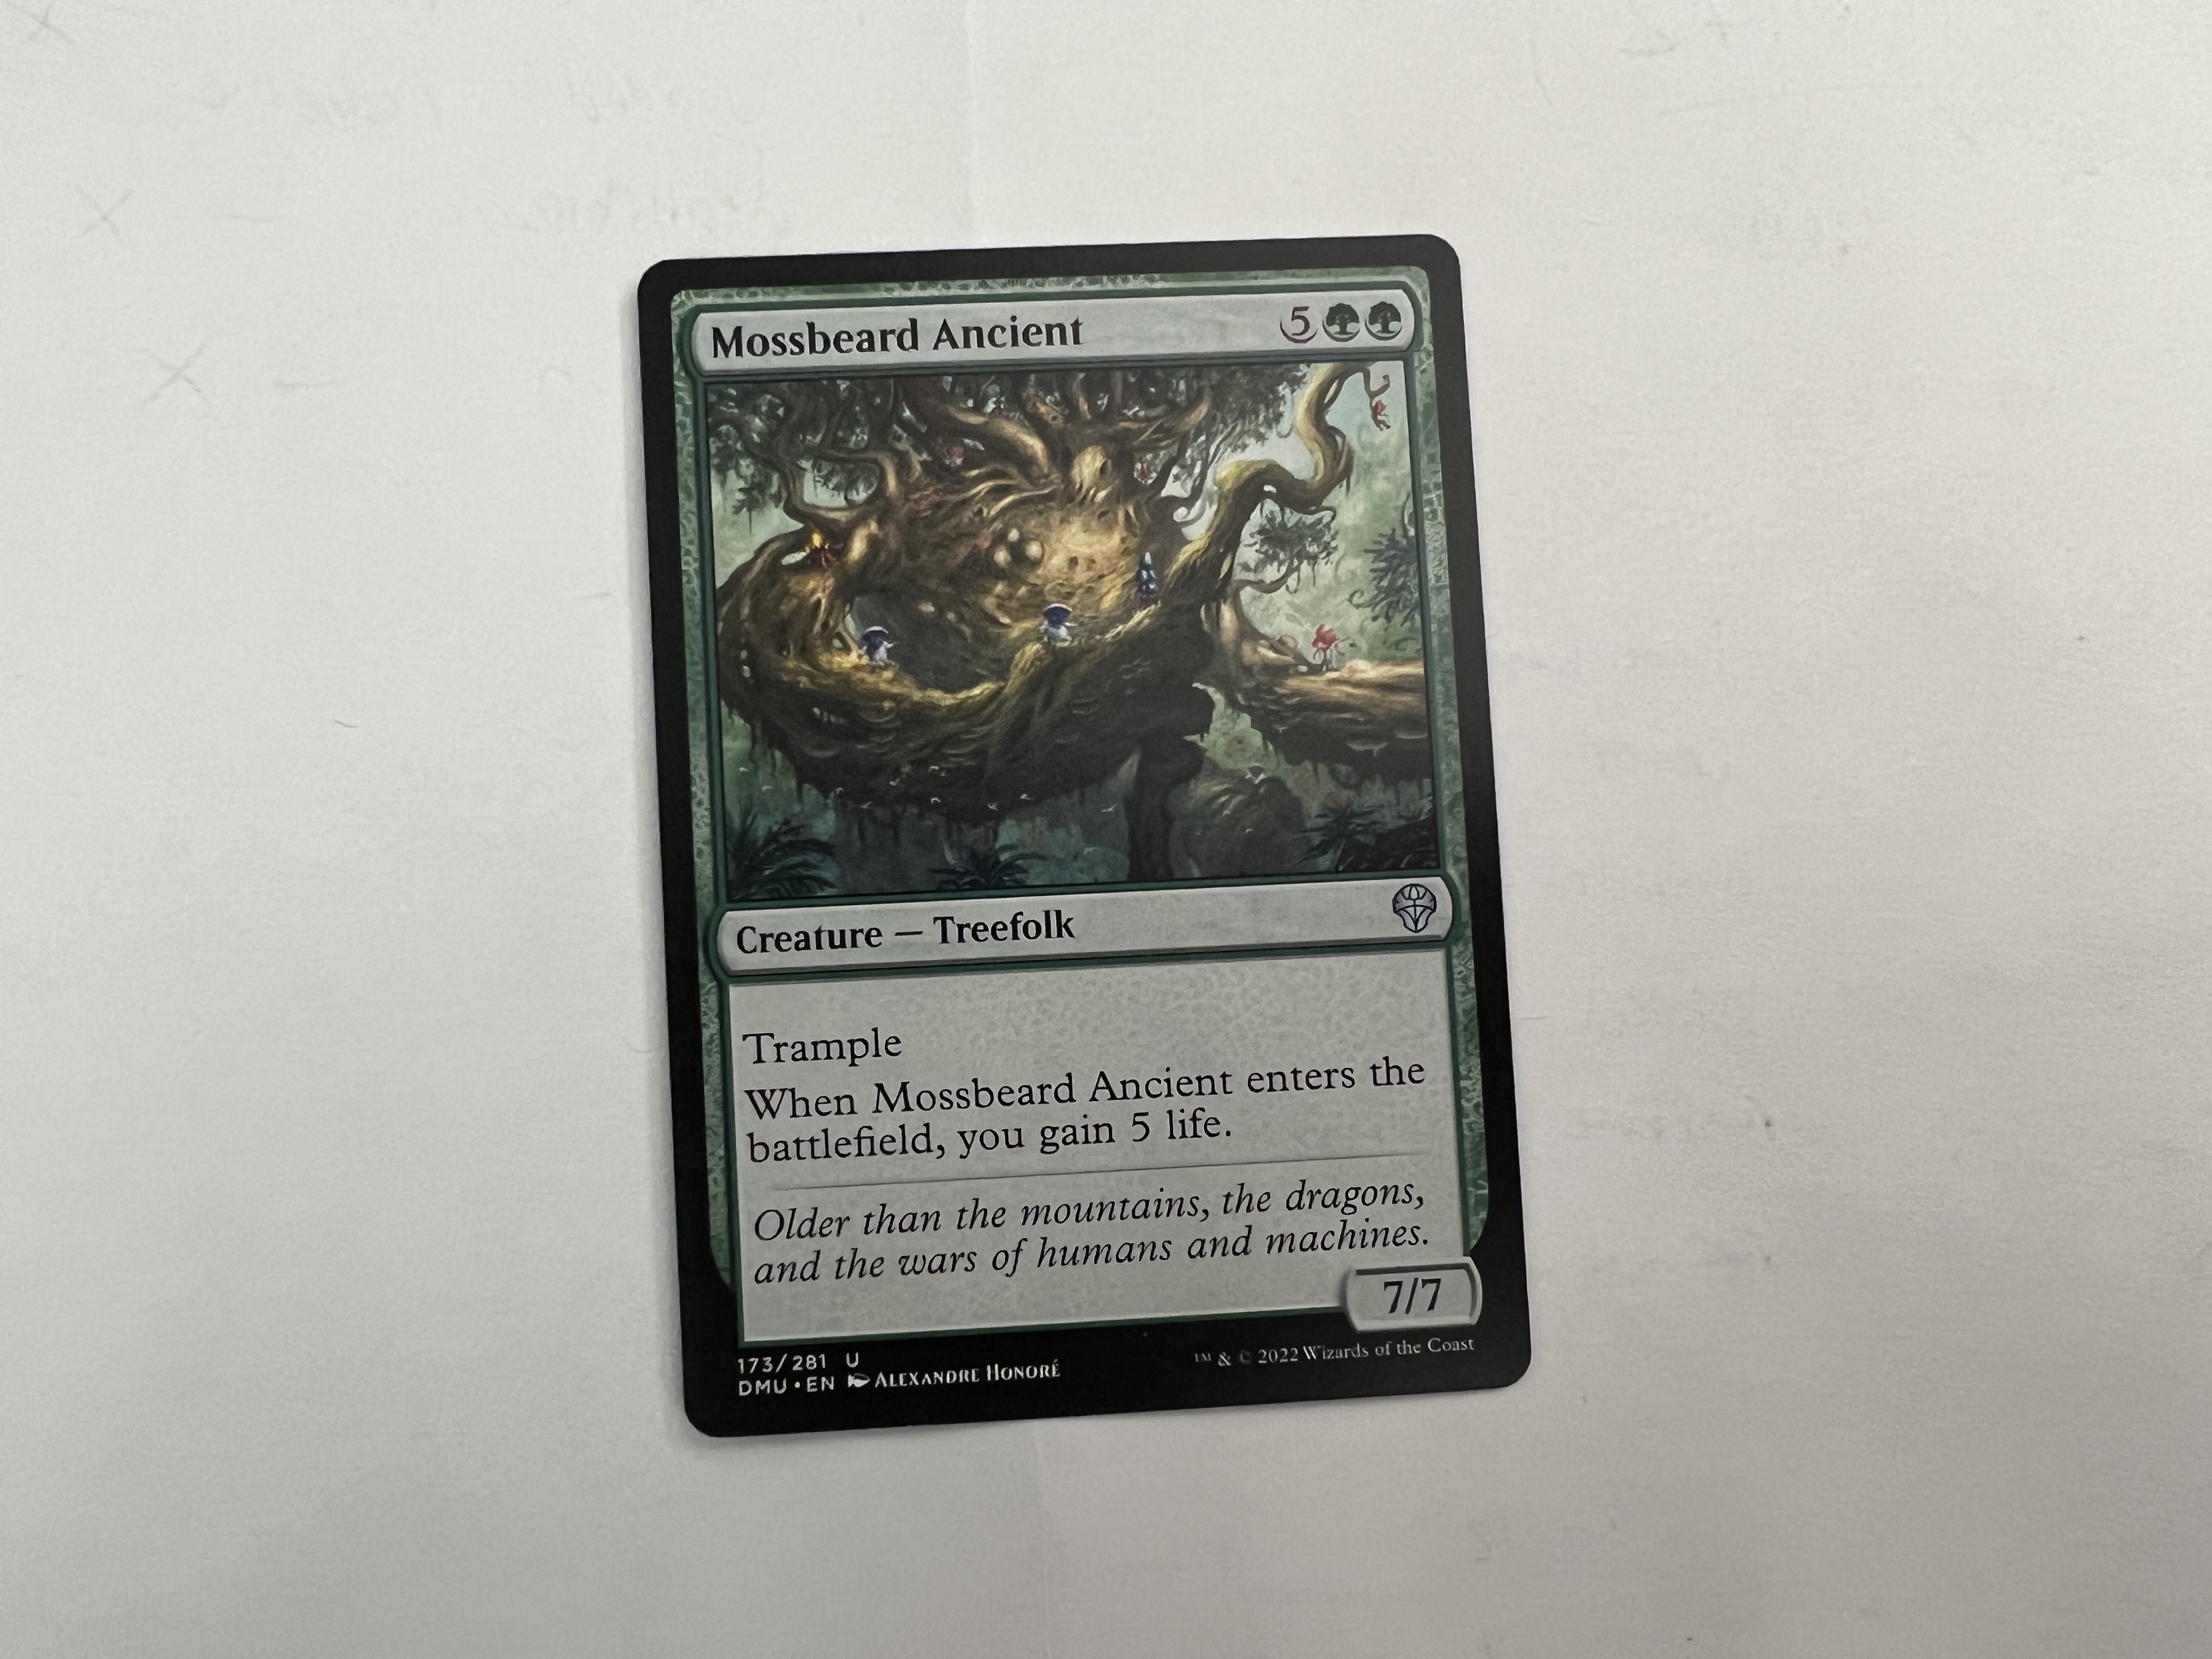 Mossbeard Ancient 5
Creature — Treefolk
Trample
When Mossbeard Ancient enters the
battlefield, you gain 5 life.
Older than the mountains, the dragons,
and the wars of humans and machines.
7/7
173/281 U
DMU • EN ALEXANDRE HONORÉ
™ & © 2022 Wizards of the Coast